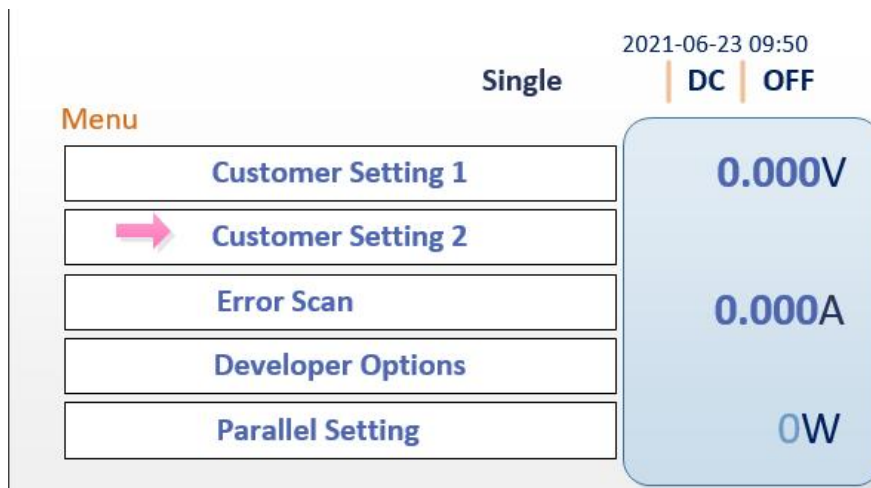 2021-06-23 09:50
Single | DC | OFF
Menu
Customer Setting 1
0.000V
Customer Setting 2
Error Scan
0.000A
Developer Options
Parallel Setting
0W